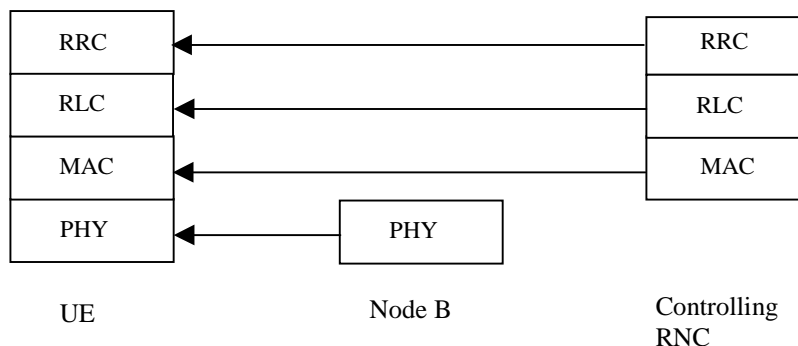 RRC
RRC
RLC
RLC
MAC
MAC
PHY
PHY
UE
Node B
Controlling
RNC